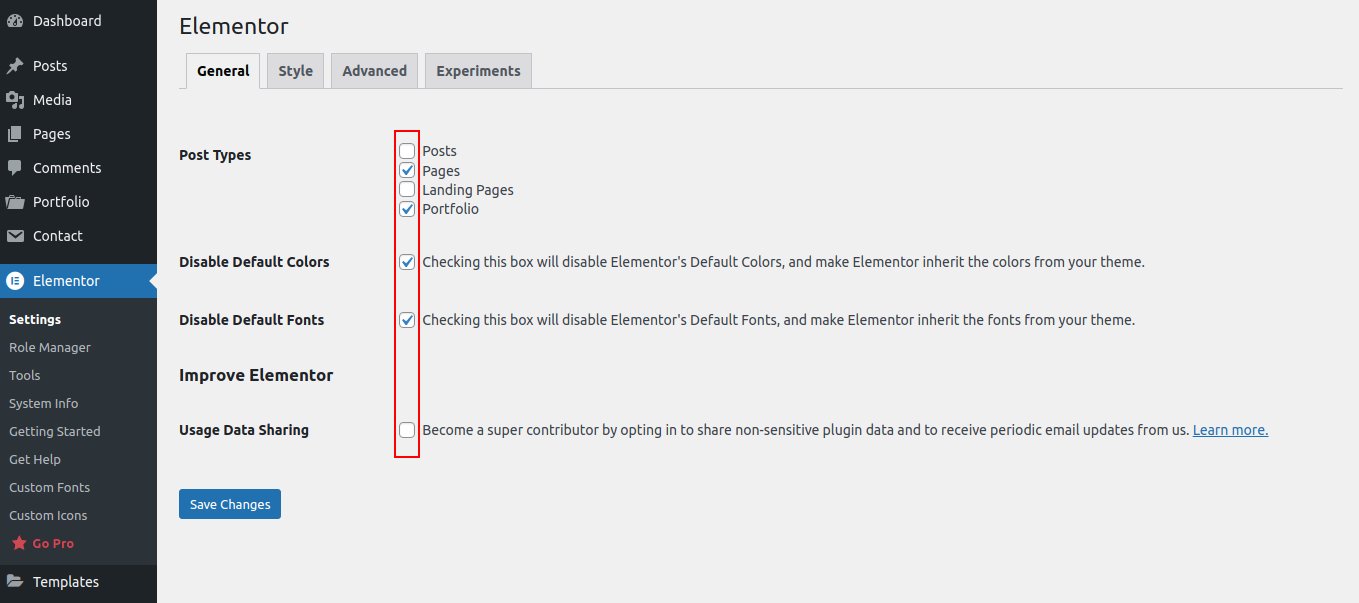 Dashboard
Posts
Media
Pages
Comments
Portfolio
Contact
Elementor
Settings
Role Manager
Tools
System Info
Getting Started
Get Help
Custom Fonts
Custom Icons
Go Pro
Templates
Elementor
General Style Advanced Experiments
Post Types
Posts
Pages
Landing Pages
Portfolio
Disable Default Colors Checking this box will disable Elementor's Default Colors, and make Elementor inherit the colors from your theme.
Disable Default Fonts Checking this box will disable Elementor's Default Fonts, and make Elementor inherit the fonts from your theme.
Improve Elementor
Usage Data Sharing Become a super contributor by opting in to share non-sensitive plugin data and to receive periodic email updates from us. Learn more.
Save Changes